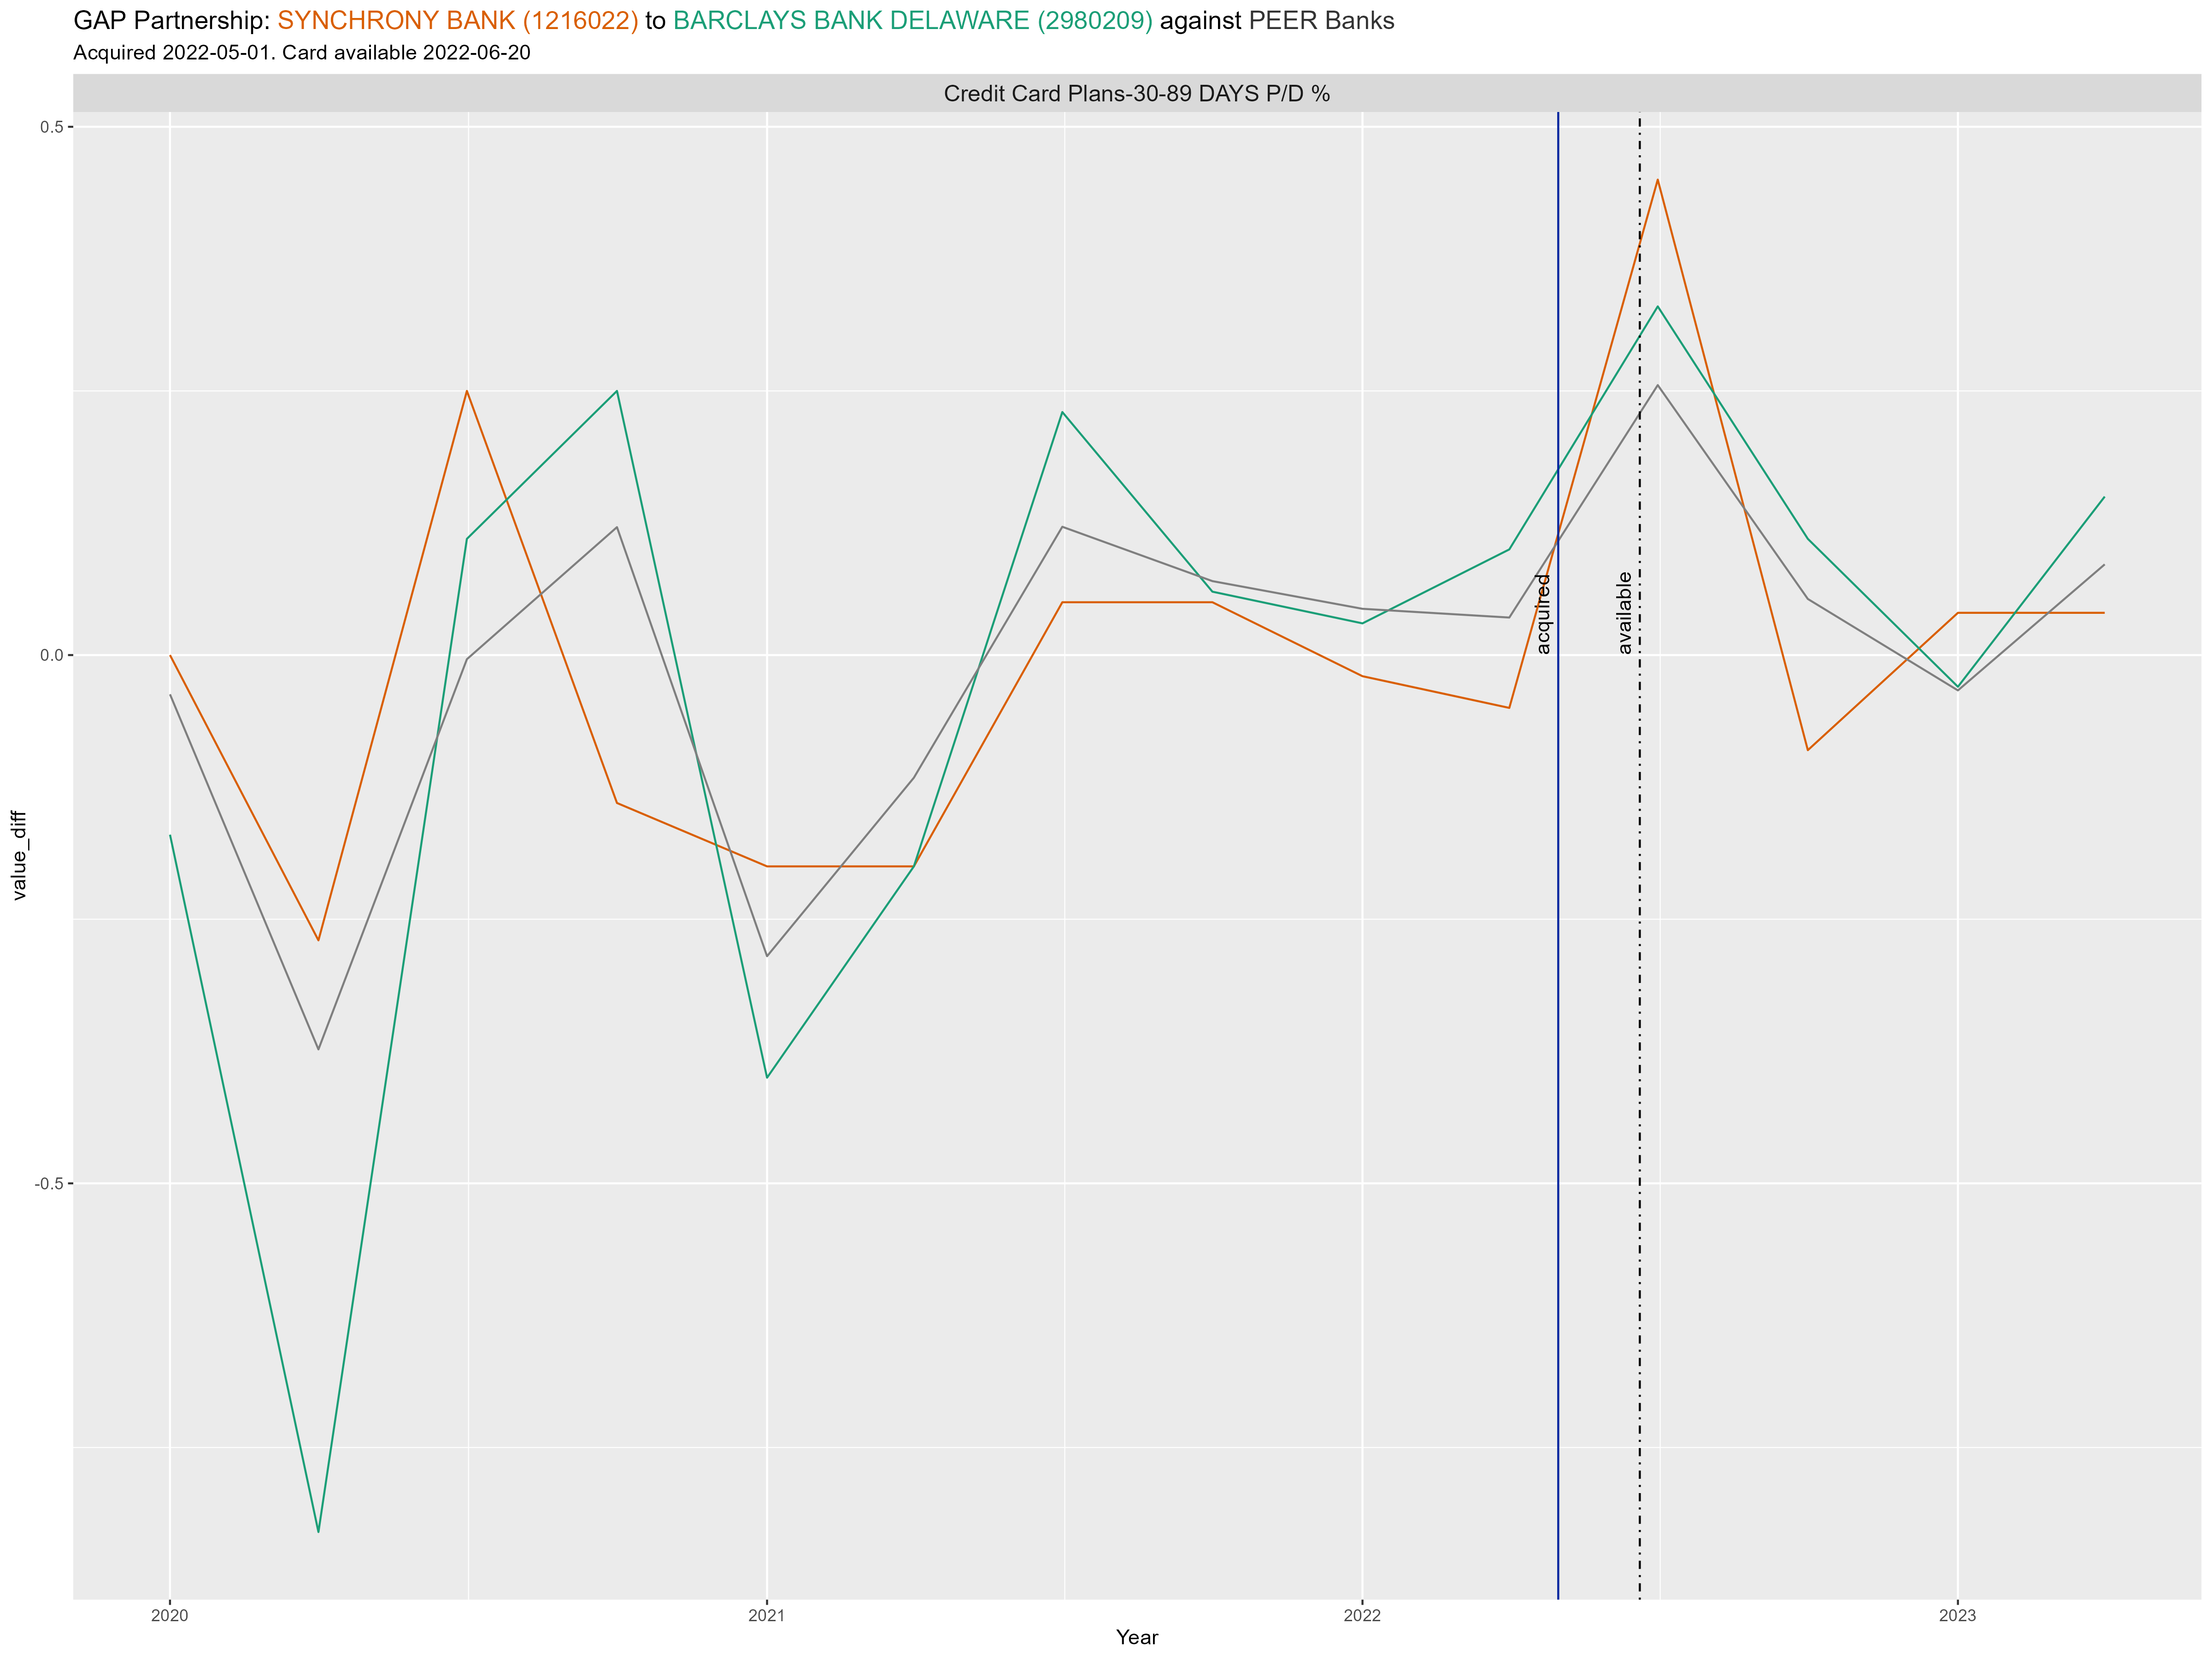 GAP Partnership: SYNCHRONY BANK (1216022) to BARCLAYS BANK DELAWARE (2980209) against PEER Banks
Acquired 2022-05-01. Card available 2022-06-20
Credit Card Plans-30-89 DAYS P/D %
0.5
0.0
-0.5
value_diff
acquired
available
2020
2021
2022
2023
Year